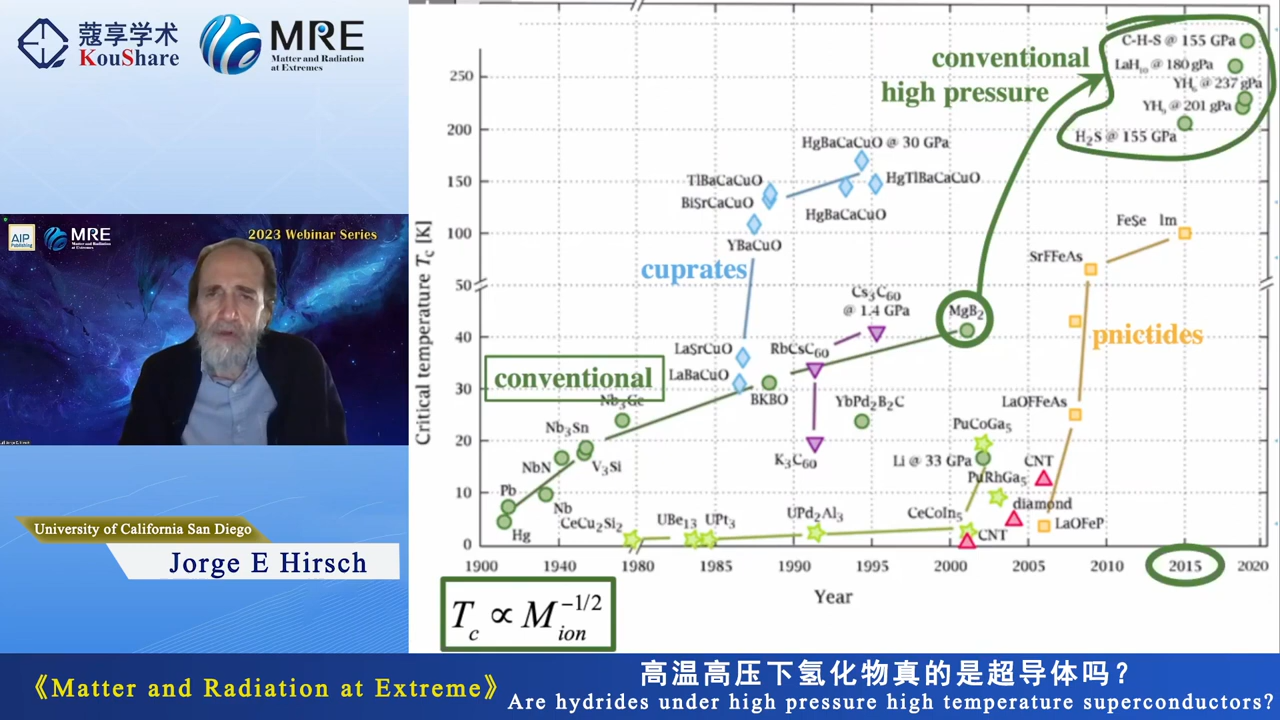 蔻享学术
KouShare
MRE
Matter and Radiation
at Extremes
AIP
Publishing
MRE
Matter and Radiation
at Extremes
2023 Webinar Series
University of California San Diego
Jorge E Hirsch
Critical temperature Tc [K]
250
200
150
100
50
40
30
20
10
0
1900
1940
1980
1985
1990
1995
2000
2005
2010
2015
2020
Year
conventional
high pressure
C-H-S @ 155 GPa
LaH₁₀ @ 180 gPa
YH₆ @ 237 gPa
YH₉ @ 201 gPa
H₂S @ 155 GPa
HgBaCaCuO @ 30 GPa
TlBaCaCuO
HgTlBaCaCuO
BiSrCaCuO
HgBaCaCuO
YBaCuO
cuprates
FeSe lm
SrFFeAs
Cs₃C₆₀
@ 1.4 GPa
MgB₂
pnictides
LaSrCuO
RbCsC₆₀
LaBaCuO
conventional
BKBO
YbPd₂B₂C
LaOFFeAs
Nb₃Ge
Nb₃Sn
PuCoGa₅
NbN
V₃Si
K₃C₆₀
Li @ 33 GPa
CNT
PuRhGa₅
Pb
Nb
diamond
Hg
CeCu₂Si₂
UBe₁₃
UPt₃
UPd₂Al₃
CeCoIn₅
CNT
LaOFeP
Tc ∝ M_ion^−1/2
《Matter and Radiation at Extreme》
高温高压下氢化物真的是超导体吗？
Are hydrides under high pressure high temperature superconductors?